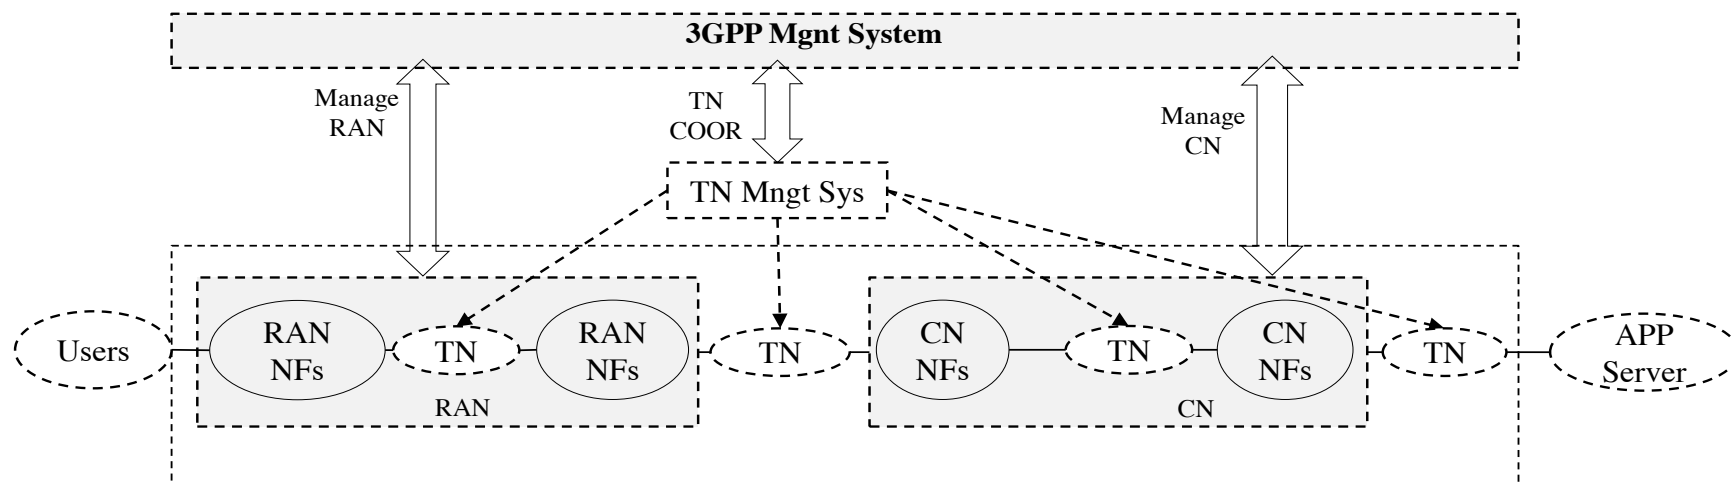 3GPP Mgnt System
Manage
RAN
TN
COOR
Manage
CN
TN Mngt Sys
Users
RAN
NFs
TN
RAN
NFs
TN
CN
NFs
TN
CN
NFs
TN
APP
Server
RAN
CN